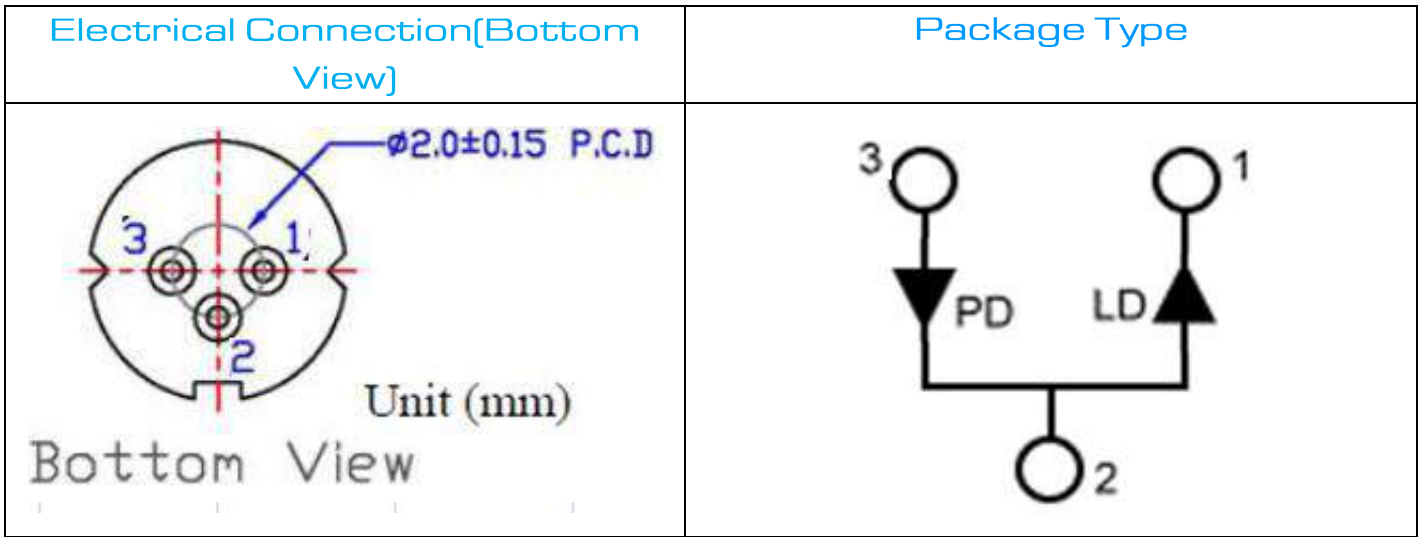 Electrical Connection(Bottom
View)
Package Type
ø2.0±0.15 P.C.D
3
1
2
Unit (mm)
Bottom View
3
1
PD
LD
2